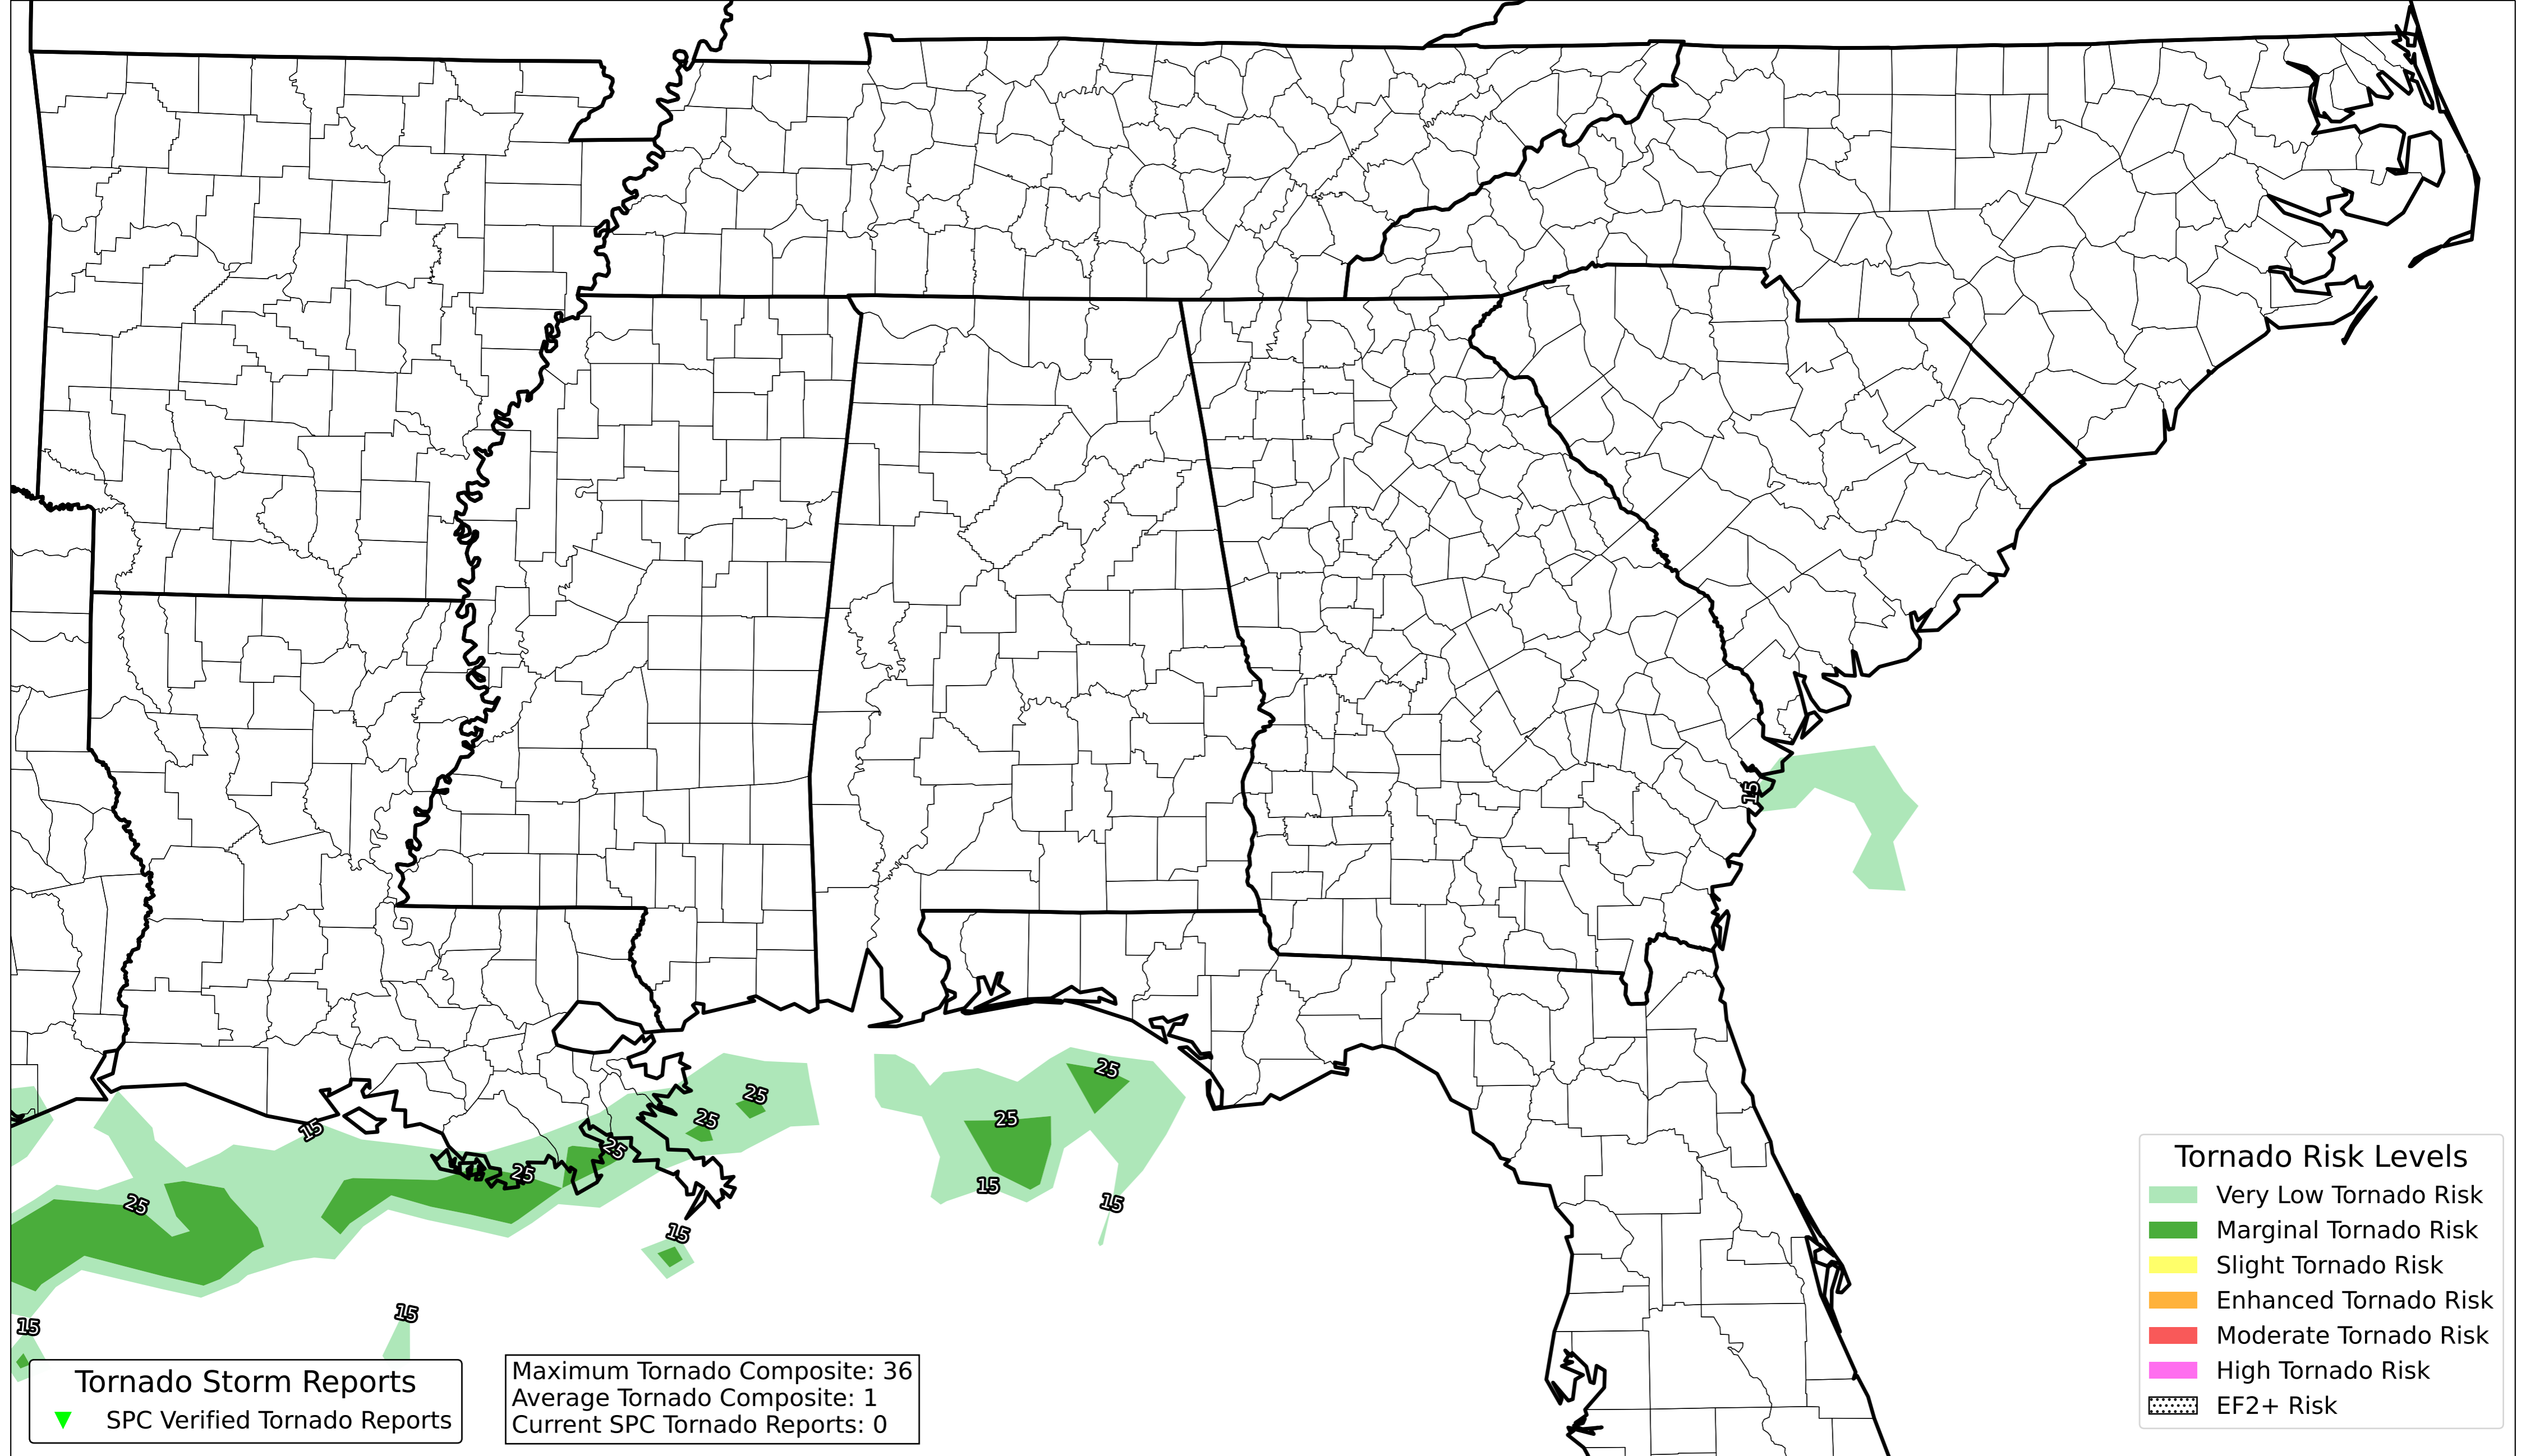 15
25
25
25
25
15
15
25
25
15
25
15
15
15
Tornado Risk Levels
Very Low Tornado Risk
Marginal Tornado Risk
Slight Tornado Risk
Enhanced Tornado Risk
Moderate Tornado Risk
High Tornado Risk
EF2+ Risk
Tornado Storm Reports
SPC Verified Tornado Reports
Maximum Tornado Composite: 36
Average Tornado Composite: 1
Current SPC Tornado Reports: 0